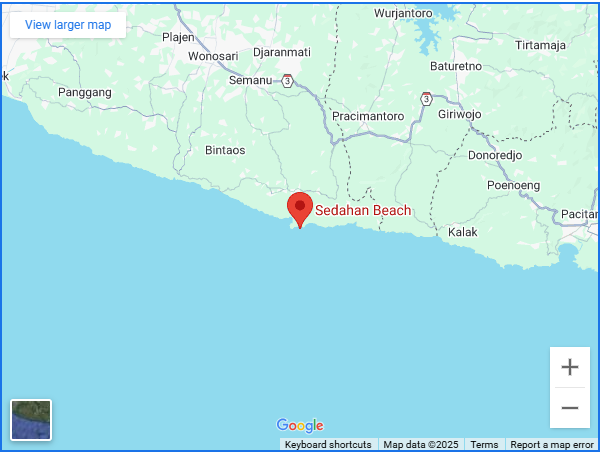 View larger map
Wurjantoro
Plajen
Tirtamaja
Djaranmati
Wonosari
Baturetno
ek
Semanu
3
Panggang
3
Pracimantoro
Giriwojo
Bintaos
Donoredjo
Poenoeng
Sedahan Beach
Pacitan
Kalak
Google
Keyboard shortcuts
Map data ©2025
Terms
Report a map error